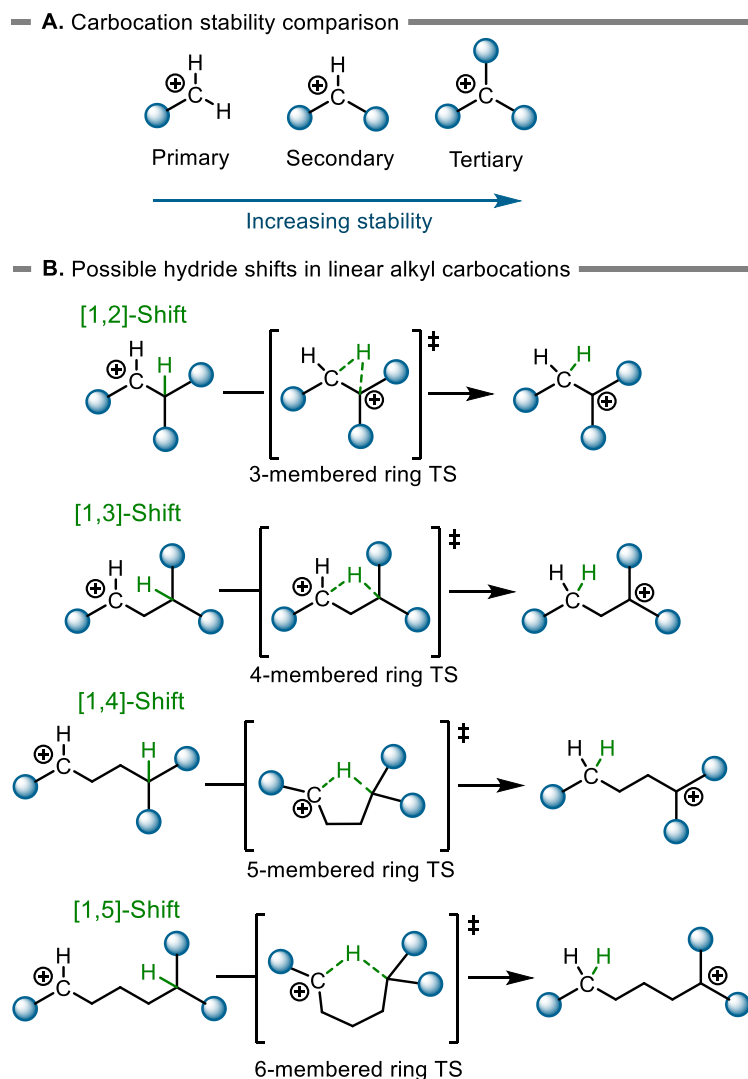 A. Carbocation stability comparison
H
C
H
H
C
C
Primary
Secondary
Tertiary
Increasing stability
B. Possible hydride shifts in linear alkyl carbocations
[1,2]-Shift
H
H
C
H
H
C
‡
H
H
C
3-membered ring TS
[1,3]-Shift
H
H
C
H
H
C
‡
H
H
C
4-membered ring TS
[1,4]-Shift
H
H
C
H
C
‡
H
H
C
5-membered ring TS
[1,5]-Shift
H
H
C
H
C
‡
H
H
C
6-membered ring TS